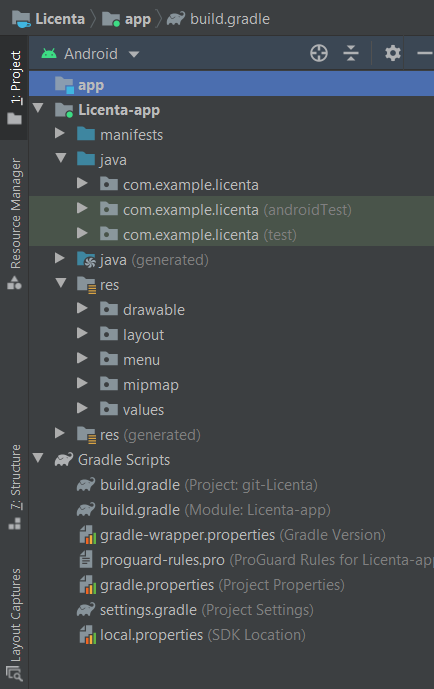 Licenta app build.gradle
Android
1: Project
Resource Manager
7: Structure
Layout Captures
app
Licenta-app
manifests
java
com.example.licenta
com.example.licenta (androidTest)
com.example.licenta (test)
java (generated)
res
drawable
layout
menu
mipmap
values
res (generated)
Gradle Scripts
build.gradle (Project: git-Licenta)
build.gradle (Module: Licenta-app)
gradle-wrapper.properties (Gradle Version)
proguard-rules.pro (ProGuard Rules for Licenta-app
gradle.properties (Project Properties)
settings.gradle (Project Settings)
local.properties (SDK Location)